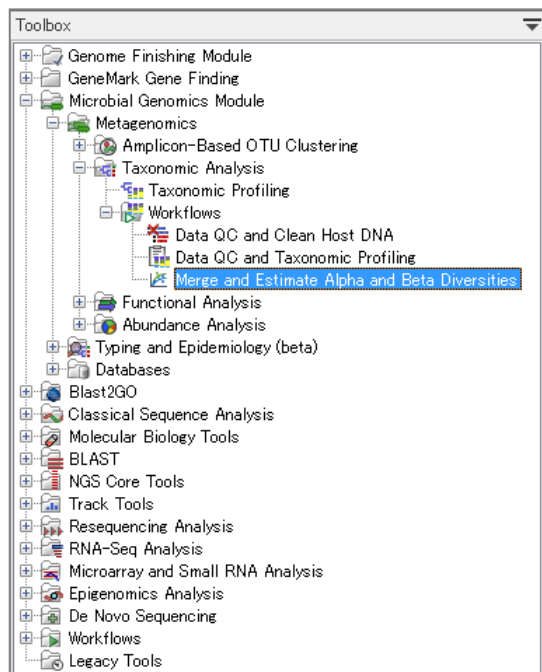 Toolbox
Genome Finishing Module
GeneMark Gene Finding
Microbial Genomics Module
Metagenomics
Amplicon-Based OTU Clustering
Taxonomic Analysis
Taxonomic Profiling
Workflows
Data QC and Clean Host DNA
Data QC and Taxonomic Profiling
Merge and Estimate Alpha and Beta Diversities
Functional Analysis
Abundance Analysis
Typing and Epidemiology (beta)
Databases
Blast2GO
Classical Sequence Analysis
Molecular Biology Tools
BLAST
NGS Core Tools
Track Tools
Resequencing Analysis
RNA-Seq Analysis
Microarray and Small RNA Analysis
Epigenomics Analysis
De Novo Sequencing
Workflows
Legacy Tools